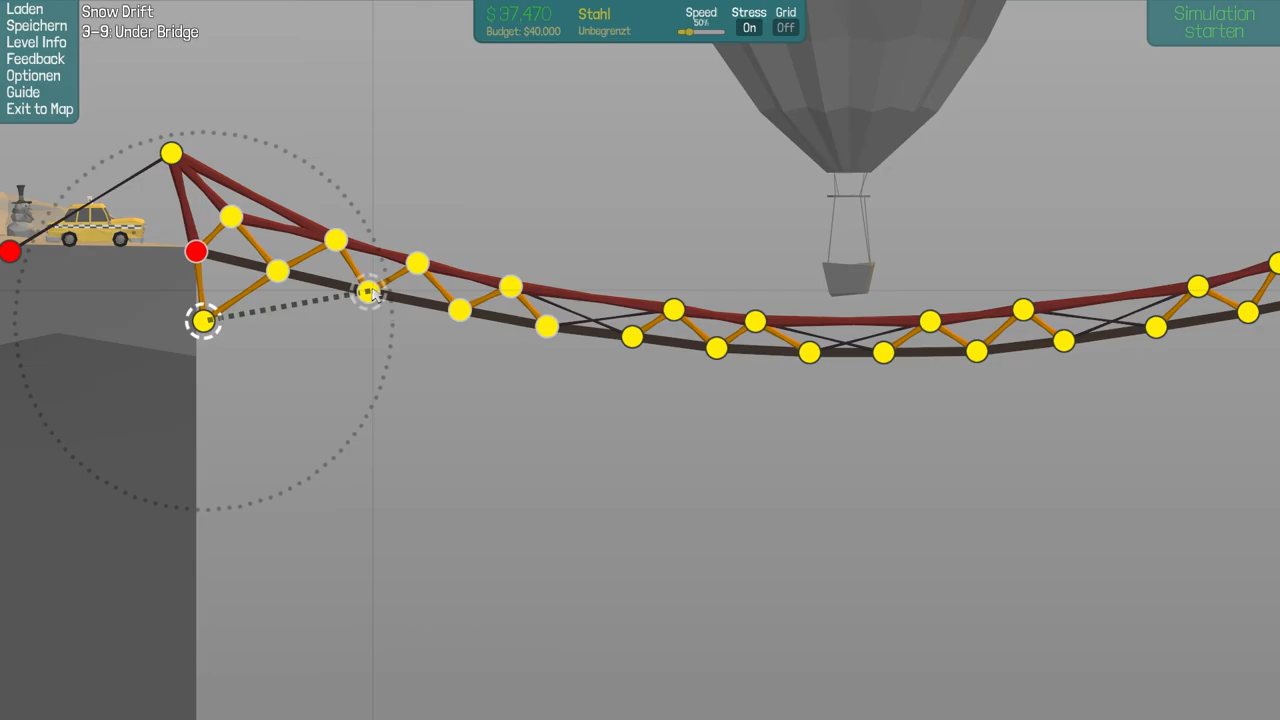 Laden
Speichern
Level Info
Feedback
Optionen
Guide
Exit to Map
Snow Drift
3-9: Under Bridge
$ 37,470
Budget: $40,000
Stahl
Unbegrenzt
Speed
50%
Stress
On
Grid
Off
Simulation
starten